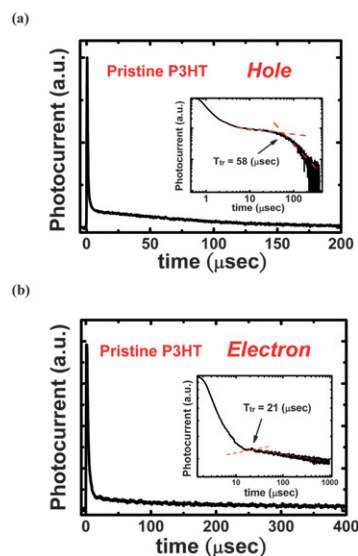 (a)
Pristine P3HT Hole
Photocurrent (a.u.)
Photocurrent (a.u.)
T_tr = 58 (μsec)
1 10 100
time (μsec)
0 50 100 150 200
time (μsec)
(b)
Pristine P3HT Electron
Photocurrent (a.u.)
Photocurrent (a.u.)
T_tr = 21 (μsec)
10 100 1000
time (μsec)
0 100 200 300 400
time (μsec)